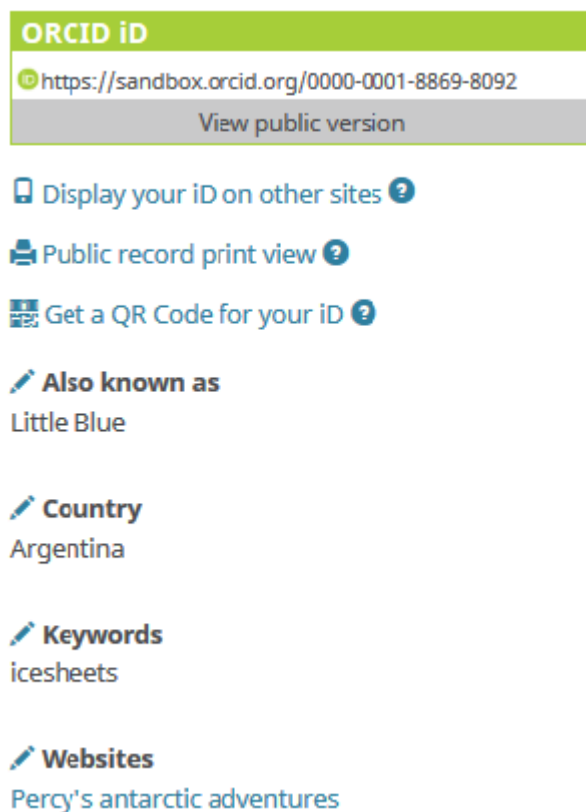 ORCID iD
iD https://sandbox.orcid.org/0000-0001-8869-8092
View public version
Display your iD on other sites ?
Public record print view ?
Get a QR Code for your iD ?
Also known as
Little Blue
Country
Argentina
Keywords
icesheets
Websites
Percy's antarctic adventures